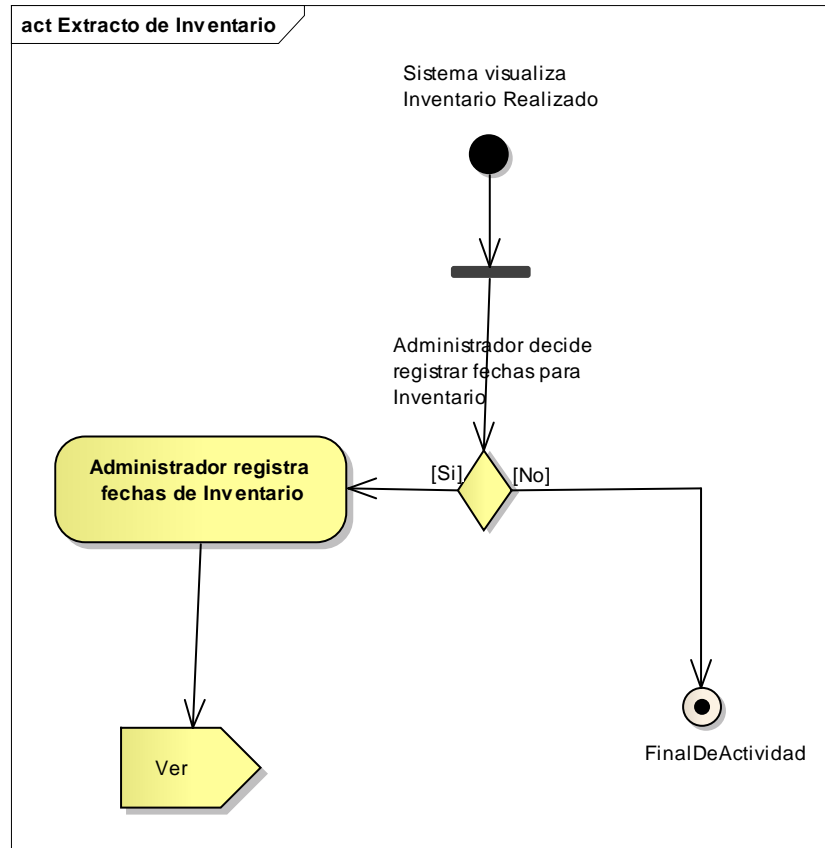 act Extracto de Inventario
Sistema visualiza
Inventario Realizado
Administrador decide
registrar fechas para
Inventario
[Si]
[No]
Administrador registra
fechas de Inventario
Ver
FinalDeActividad